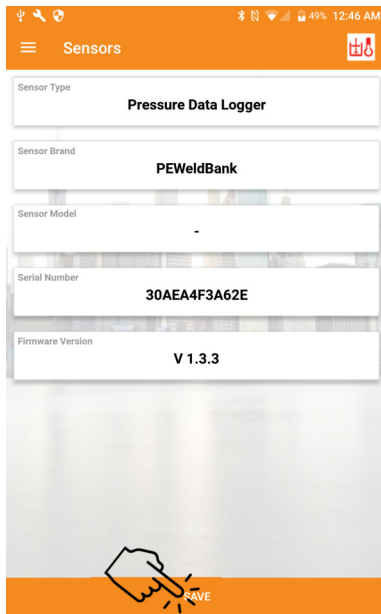 49% 12:46 AM
Sensors
Sensor Type
Pressure Data Logger
Sensor Brand
PEWeldBank
Sensor Model
-
Serial Number
30AEA4F3A62E
Firmware Version
V 1.3.3
SAVE